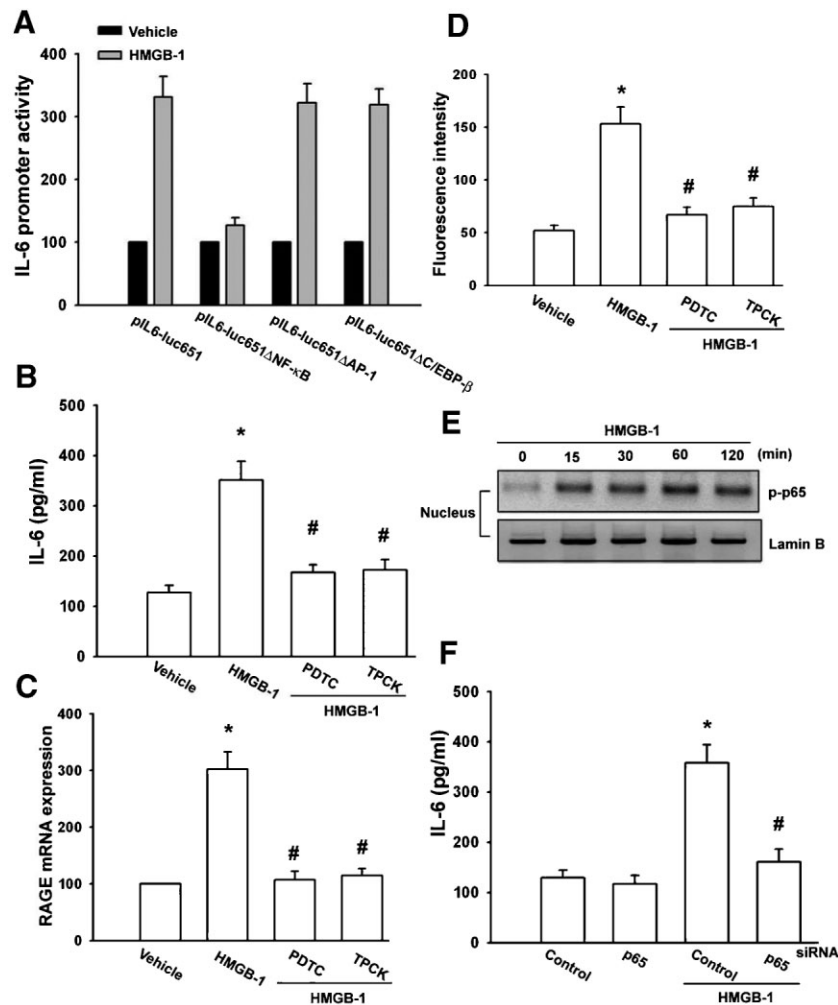 A
Vehicle
HMGB-1
IL-6 promoter activity
400
300
200
100
0
pIL6-luc651
pIL6-luc651ΔNF-κB
pIL6-luc651ΔAP-1
pIL6-luc651ΔC/EBP-β
B
IL-6 (pg/ml)
500
400
300
200
100
0
*
#
#
Vehicle
HMGB-1
PDTC
TPCK
HMGB-1
C
RAGE mRNA expression
400
300
200
100
0
*
#
#
Vehicle
HMGB-1
PDTC
TPCK
HMGB-1
D
Fluorescence intensity
200
150
100
50
0
*
#
#
Vehicle
HMGB-1
PDTC
TPCK
HMGB-1
E
HMGB-1
0 15 30 60 120 (min)
p-p65
Nucleus
Lamin B
F
IL-6 (pg/ml)
500
400
300
200
100
0
*
#
Control
p65
Control
p65
siRNA
HMGB-1